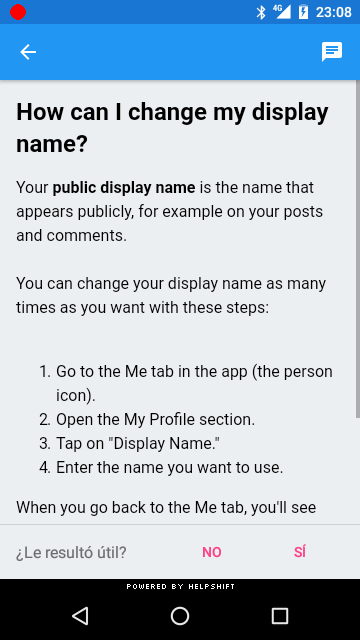 4G 23:08
How can I change my display
name?
Your public display name is the name that
appears publicly, for example on your posts
and comments.
You can change your display name as many
times as you want with these steps:
1. Go to the Me tab in the app (the person
icon).
2. Open the My Profile section.
3. Tap on "Display Name."
4. Enter the name you want to use.
When you go back to the Me tab, you'll see
¿Le resultó útil? NO SÍ
POWERED BY HELPSHIFT